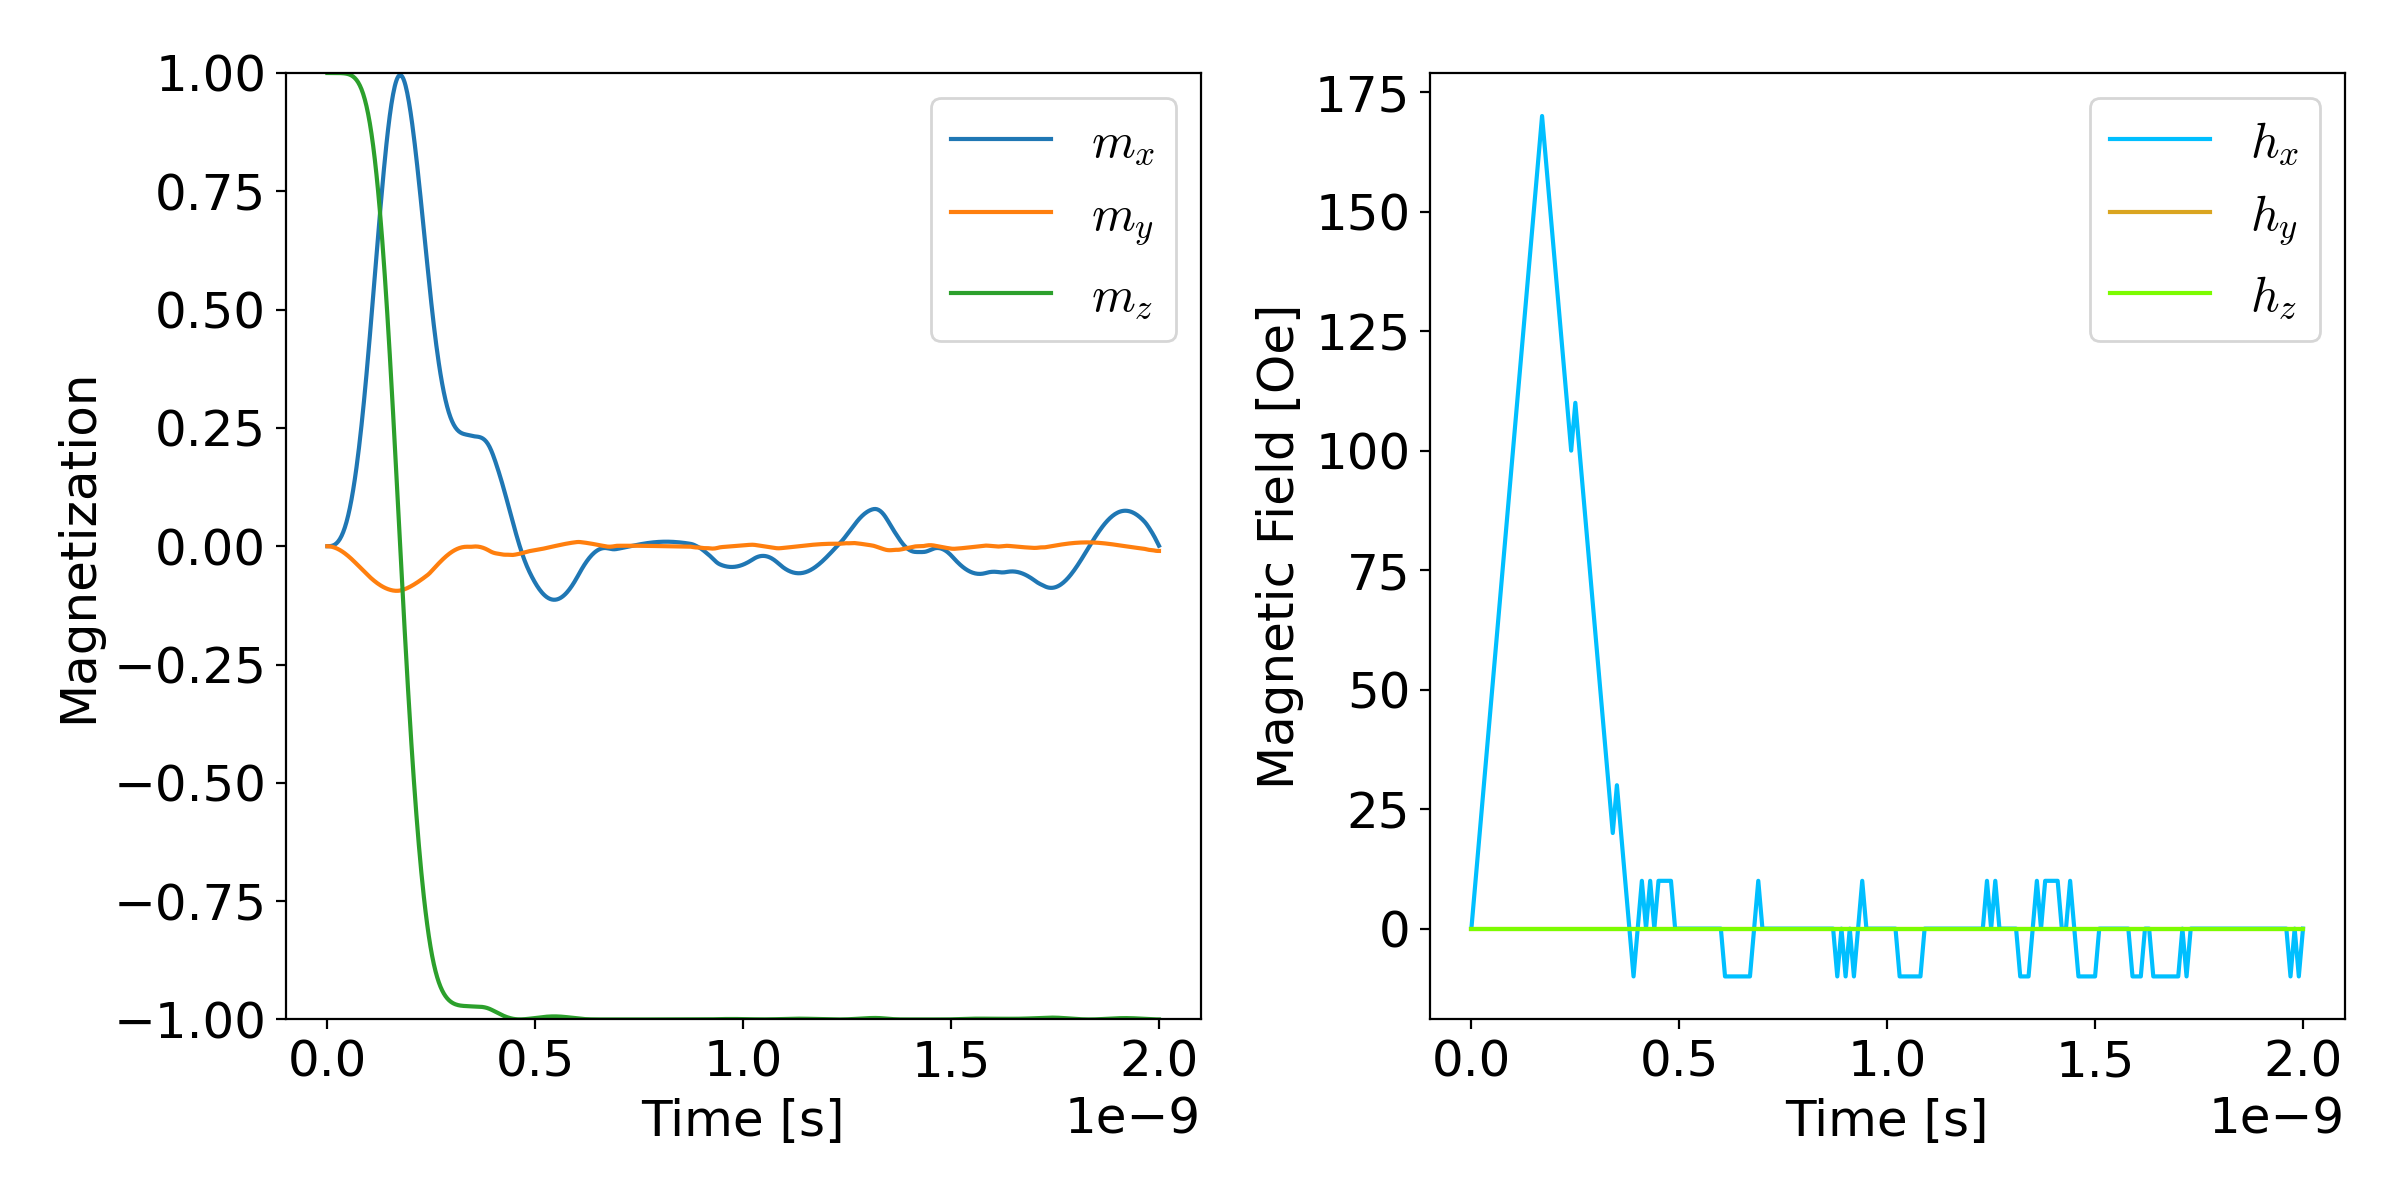 1.00
0.75
0.50
0.25
0.00
−0.25
−0.50
−0.75
−1.00
Magnetization
0.0 0.5 1.0 1.5 2.0
Time [s]
1e−9
m_x
m_y
m_z
175
150
125
100
75
50
25
0
Magnetic Field [Oe]
0.0 0.5 1.0 1.5 2.0
Time [s]
1e−9
h_x
h_y
h_z